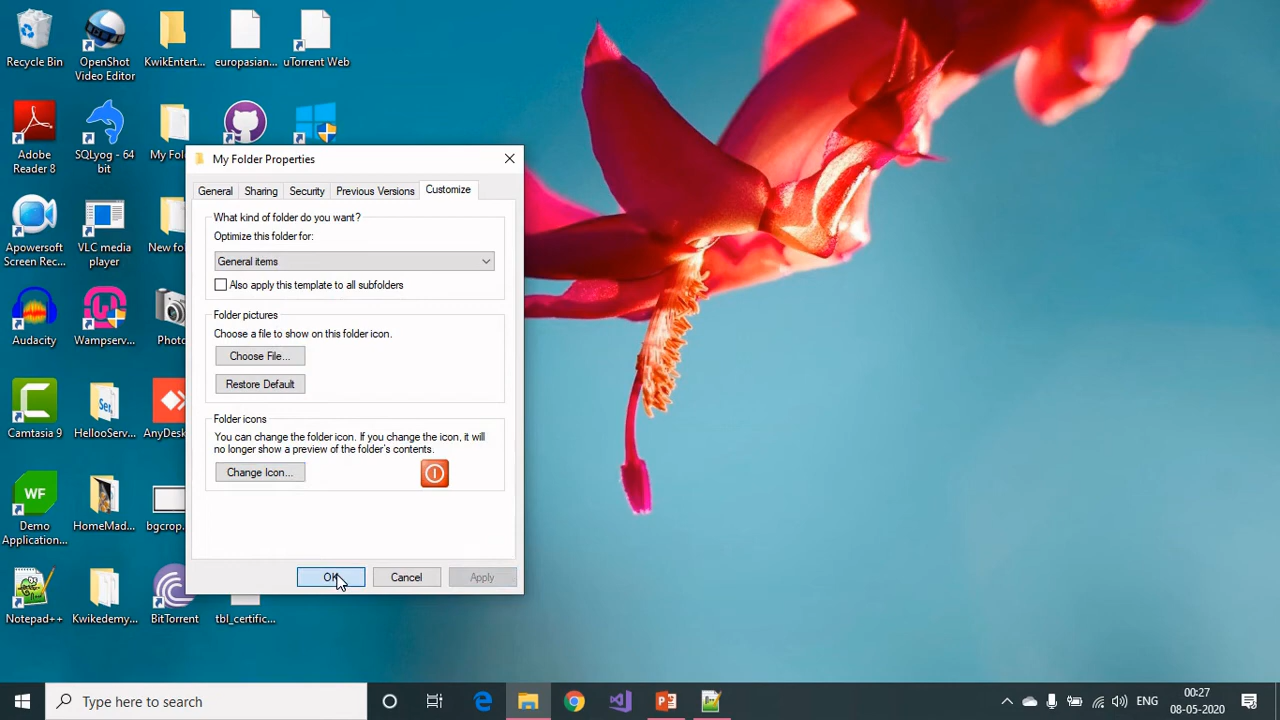 Recycle Bin
OpenShot
Video Editor
KwikEntert...
europasian...
uTorrent Web
Adobe
Reader 8
SQLyog - 64
bit
My Fol
My Folder Properties
General
Sharing
Security
Previous Versions
Customize
What kind of folder do you want?
Optimize this folder for:
General items
Also apply this template to all subfolders
Folder pictures
Choose a file to show on this folder icon.
Choose File...
Restore Default
Folder icons
You can change the folder icon. If you change the icon, it will
no longer show a preview of the folder's contents.
Change Icon...
OK
Cancel
Apply
Apowersoft
Screen Rec...
VLC media
player
New fo
Audacity
Wampserv...
Photo
Camtasia 9
Ser,
HellooServ...
AnyDesk
WF
Demo
Application...
HomeMad...
bgcrop.
Notepad++
Kwikedemy...
BitTorrent
tbl_certific...
Type here to search
ENG
00:27
08-05-2020